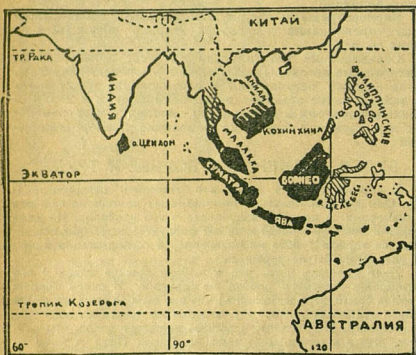 КИТАЙ
ТР. РАКА
ИНДИЯ
АННАМ
ФИЛИППИНСКИЕ
О-ВА
КОХИНХИНА
О. ЦЕЙЛОН
МАЛАККА
ЭКВАТОР
СУМАТРА
БОРНЕО
ЦЕЛЕБЕС
ЯВА
ТРОПИК КОЗЕРОГА
АВСТРАЛИЯ
60°
90°
120